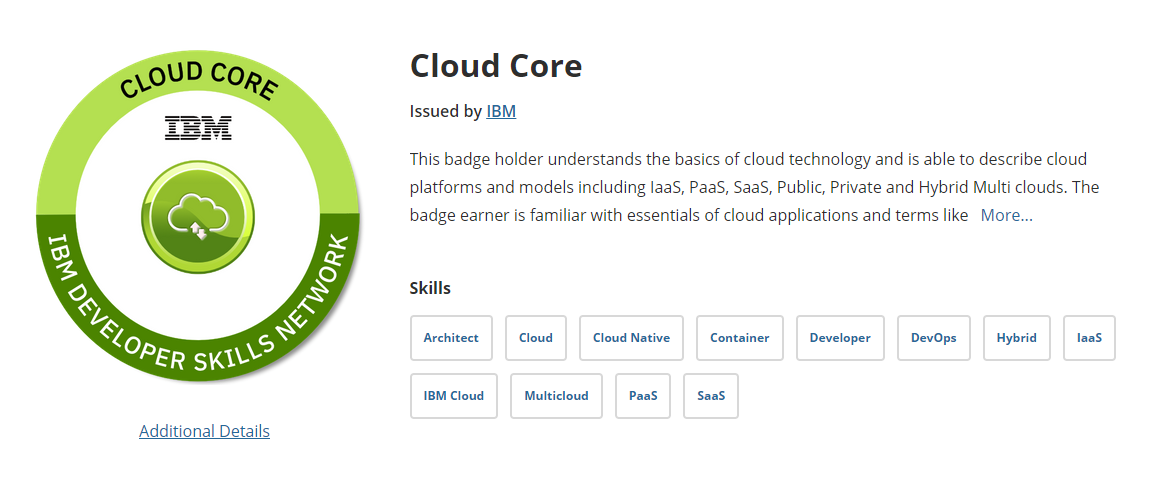 CLOUD CORE
IBM
IBM DEVELOPER SKILLS NETWORK
Additional Details
Cloud Core
Issued by IBM
This badge holder understands the basics of cloud technology and is able to describe cloud
platforms and models including IaaS, PaaS, SaaS, Public, Private and Hybrid Multi clouds. The
badge earner is familiar with essentials of cloud applications and terms like More...
Skills
Architect Cloud Cloud Native Container Developer DevOps Hybrid IaaS
IBM Cloud Multicloud PaaS SaaS